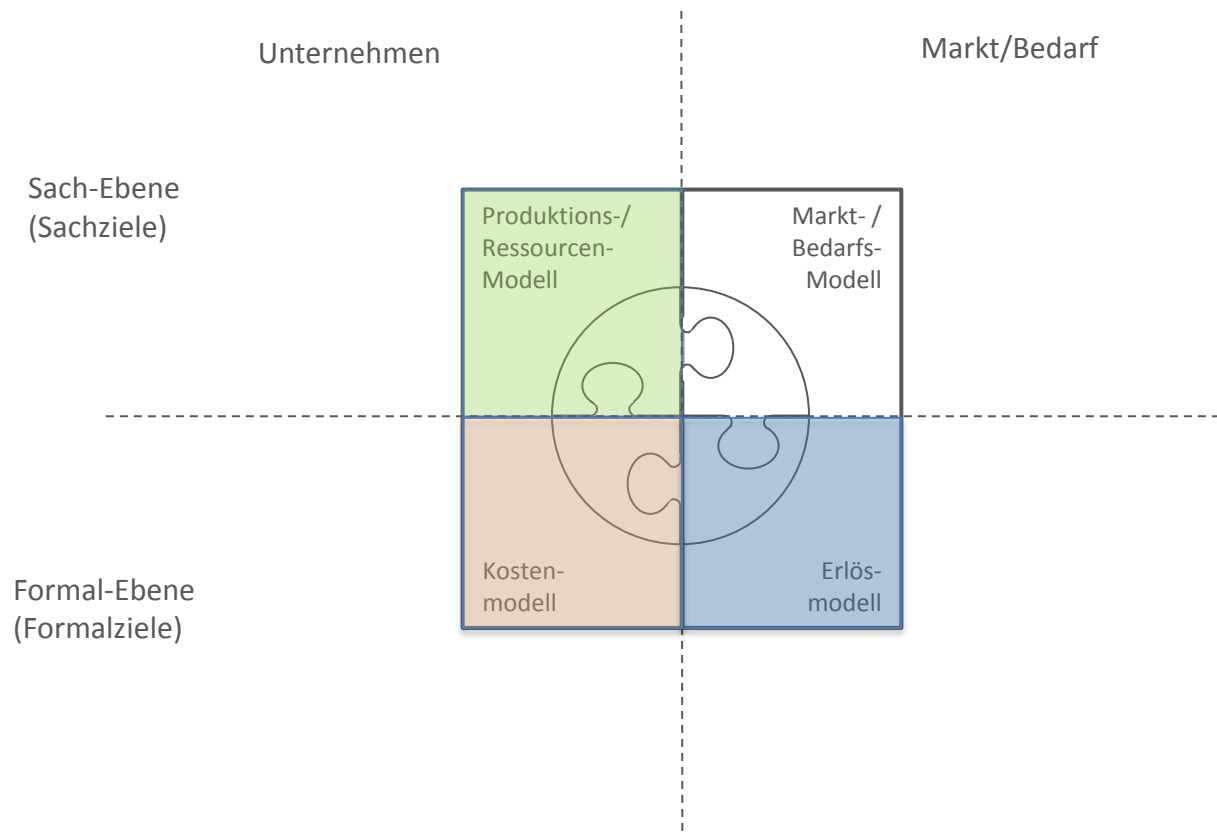 Unternehmen
Markt/Bedarf
Sach-Ebene
(Sachziele)
Produktions-/
Ressourcen-
Modell
Markt- /
Bedarfs-
Modell
Formal-Ebene
(Formalziele)
Kosten-
modell
Erlös-
modell